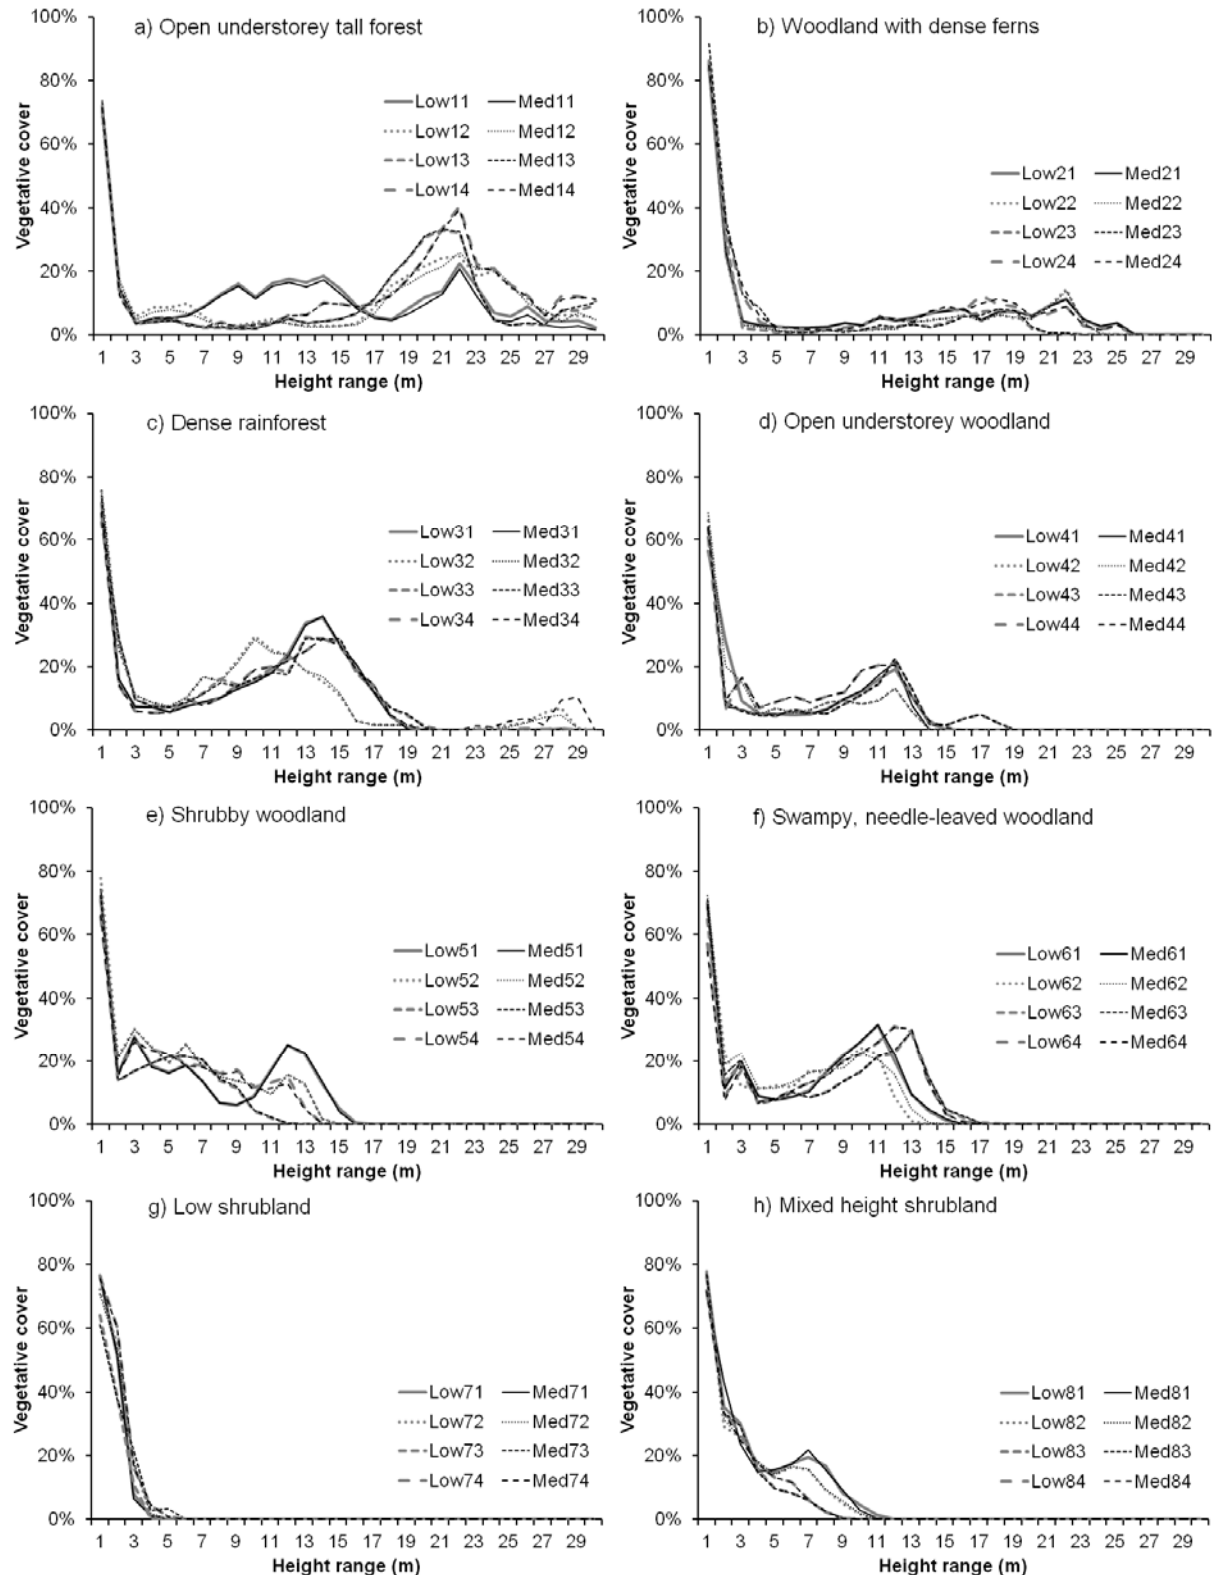 a) Open understorey tall forest
Vegetative cover
100%
80%
60%
40%
20%
0%
Low11 Med11
Low12 Med12
Low13 Med13
Low14 Med14
1 3 5 7 9 11 13 15 17 19 21 23 25 27 29
Height range (m)
b) Woodland with dense ferns
Vegetative cover
100%
80%
60%
40%
20%
0%
Low21 Med21
Low22 Med22
Low23 Med23
Low24 Med24
1 3 5 7 9 11 13 15 17 19 21 23 25 27 29
Height range (m)
c) Dense rainforest
Vegetative cover
100%
80%
60%
40%
20%
0%
Low31 Med31
Low32 Med32
Low33 Med33
Low34 Med34
1 3 5 7 9 11 13 15 17 19 21 23 25 27 29
Height range (m)
d) Open understorey woodland
Vegetative cover
100%
80%
60%
40%
20%
0%
Low41 Med41
Low42 Med42
Low43 Med43
Low44 Med44
1 3 5 7 9 11 13 15 17 19 21 23 25 27 29
Height range (m)
e) Shrubby woodland
Vegetative cover
100%
80%
60%
40%
20%
0%
Low51 Med51
Low52 Med52
Low53 Med53
Low54 Med54
1 3 5 7 9 11 13 15 17 19 21 23 25 27 29
Height range (m)
f) Swampy, needle-leaved woodland
Vegetative cover
100%
80%
60%
40%
20%
0%
Low61 Med61
Low62 Med62
Low63 Med63
Low64 Med64
1 3 5 7 9 11 13 15 17 19 21 23 25 27 29
Height range (m)
g) Low shrubland
Vegetative cover
100%
80%
60%
40%
20%
0%
Low71 Med71
Low72 Med72
Low73 Med73
Low74 Med74
1 3 5 7 9 11 13 15 17 19 21 23 25 27 29
Height range (m)
h) Mixed height shrubland
Vegetative cover
100%
80%
60%
40%
20%
0%
Low81 Med81
Low82 Med82
Low83 Med83
Low84 Med84
1 3 5 7 9 11 13 15 17 19 21 23 25 27 29
Height range (m)